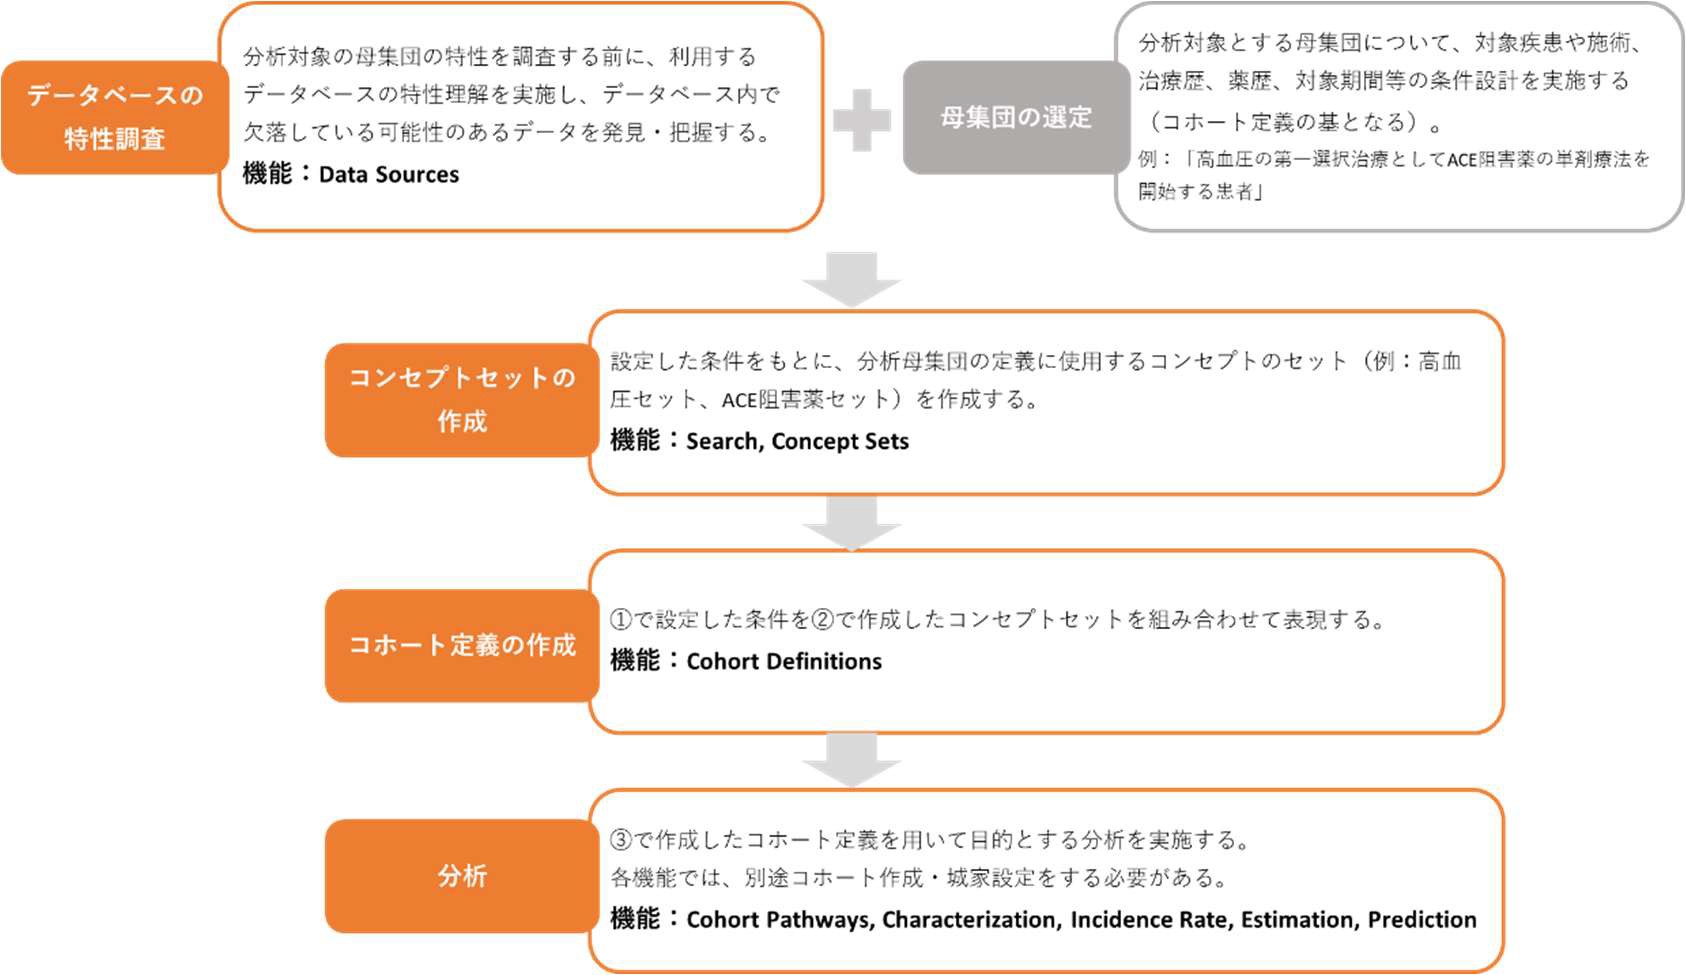 データベースの
特性調査
分析対象の母集団の特性を調査する前に、利用する
データベースの特性理解を実施し、データベース内で
欠落している可能性のあるデータを発見・把握する。
機能：Data Sources
母集団の選定
分析対象とする母集団について、対象疾患や施術、
治療歴、薬歴、対象期間等の条件設計を実施する
（コホート定義の基となる）。
例：「高血圧の第一選択治療としてACE阻害薬の単剤療法を
開始する患者」
コンセプトセットの
作成
設定した条件をもとに、分析母集団の定義に使用するコンセプトのセット（例：高血
圧セット、ACE阻害薬セット）を作成する。
機能：Search, Concept Sets
コホート定義の作成
①で設定した条件を②で作成したコンセプトセットを組み合わせて表現する。
機能：Cohort Definitions
分析
③で作成したコホート定義を用いて目的とする分析を実施する。
各機能では、別途コホート作成・城家設定をする必要がある。
機能：Cohort Pathways, Characterization, Incidence Rate, Estimation, Prediction